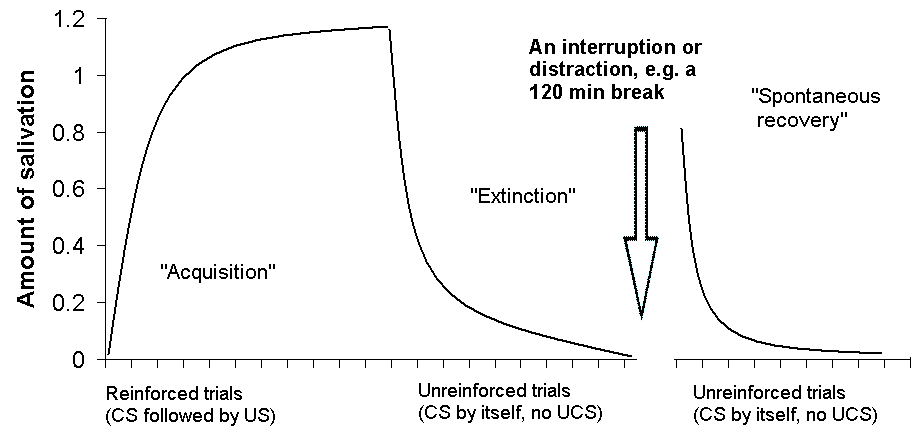 1.2
1
0.8
0.6
0.4
0.2
0
Amount of salivation
"Acquisition"
"Extinction"
An interruption or
distraction, e.g. a
120 min break
"Spontaneous
recovery"
Reinforced trials
(CS followed by US)
Unreinforced trials
(CS by itself, no UCS)
Unreinforced trials
(CS by itself, no UCS)